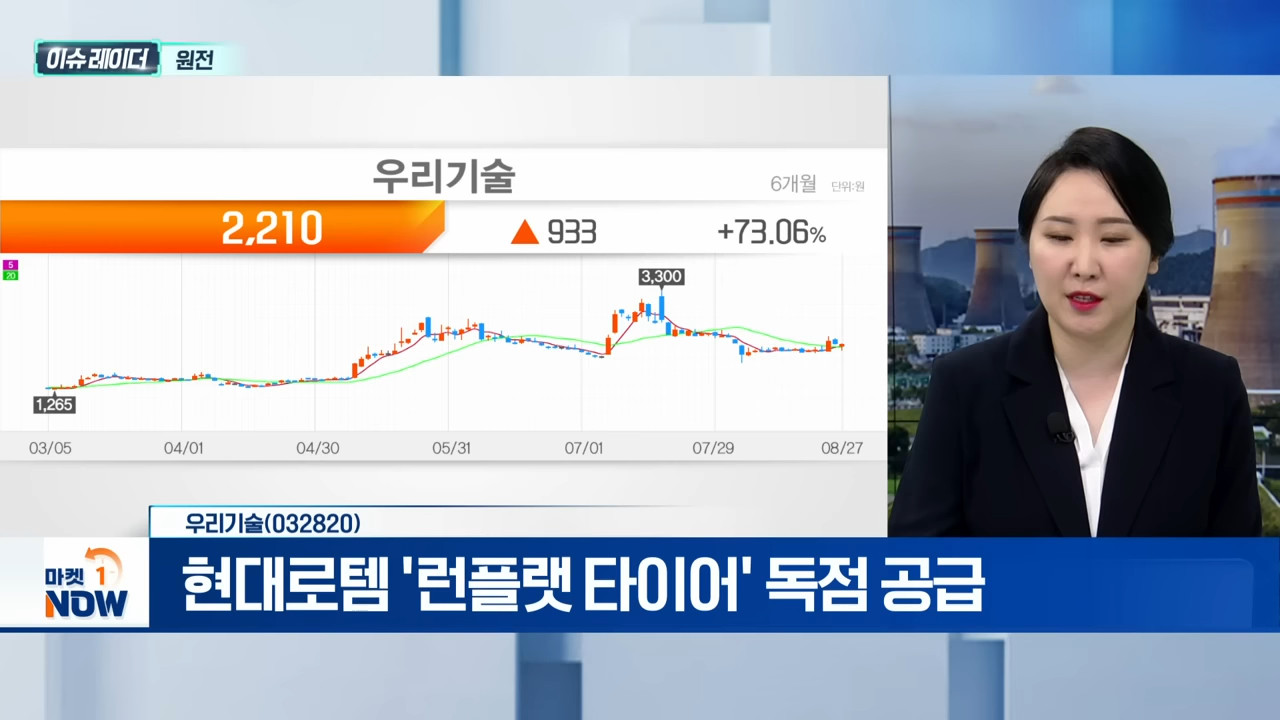 이슈 레이더 원전
우리기술
6개월 단위:원
2,210 ▲ 933 +73.06%
5
20
3,300
1,265
03/05 04/01 04/30 05/31 07/01 07/29 08/27
우리기술(032820)
마켓 1
NOW
현대로템 '런플랫 타이어' 독점 공급